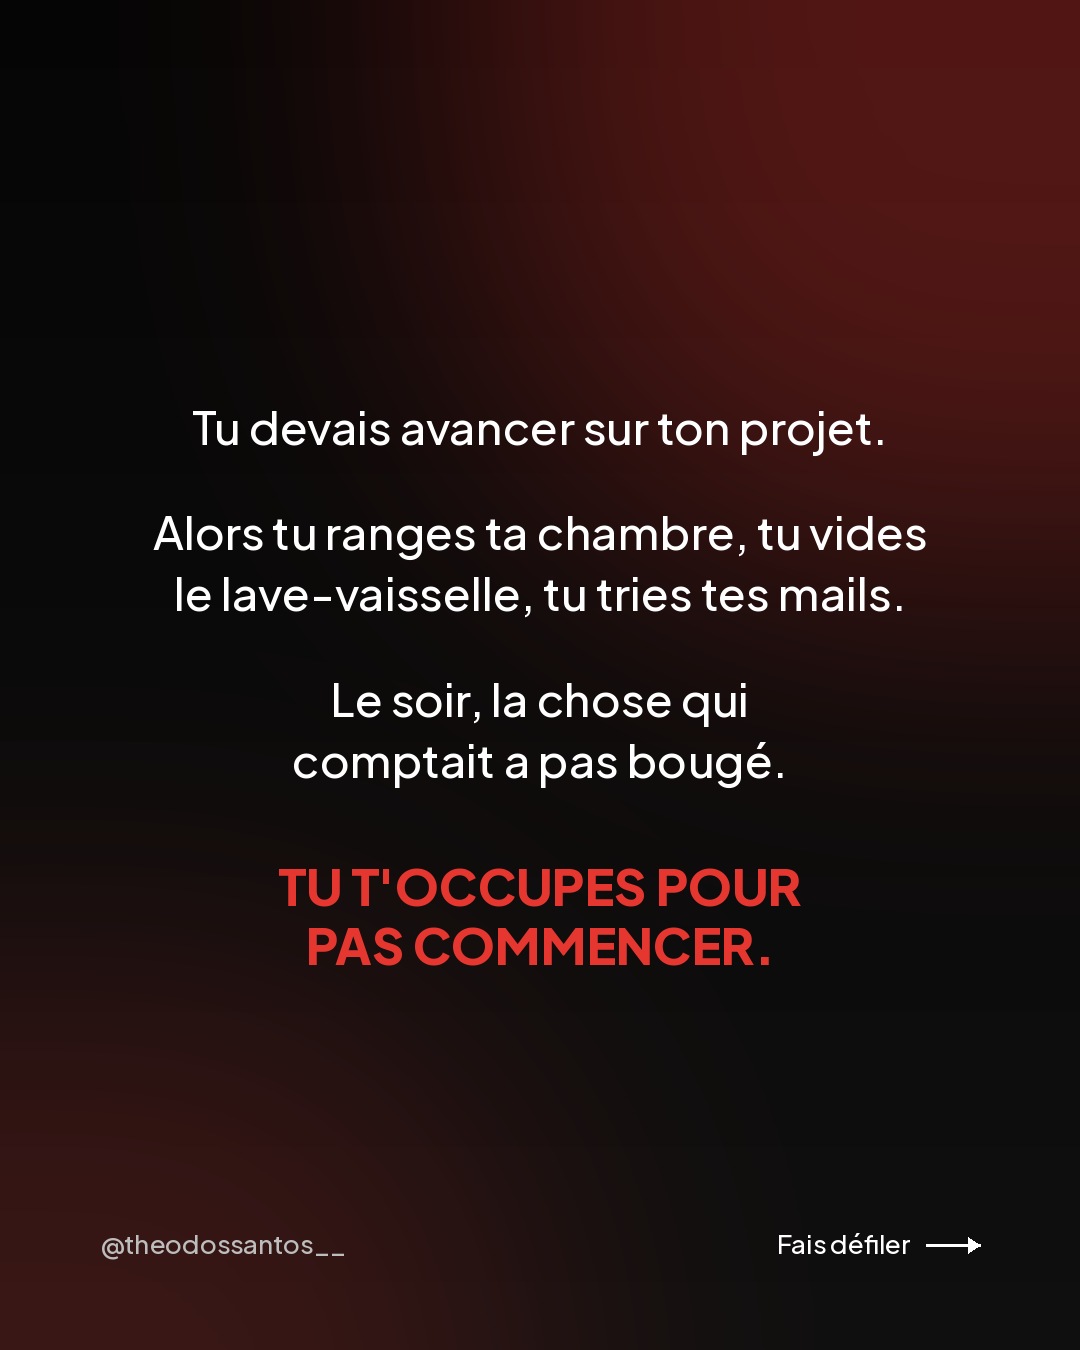 Tu devais avancer sur ton projet.
Alors tu ranges ta chambre, tu vides
le lave-vaisselle, tu tries tes mails.
Le soir, la chose qui
comptait a pas bougé.
TU T'OCCUPES POUR
PAS COMMENCER.
@theodossantos__
Fais défiler